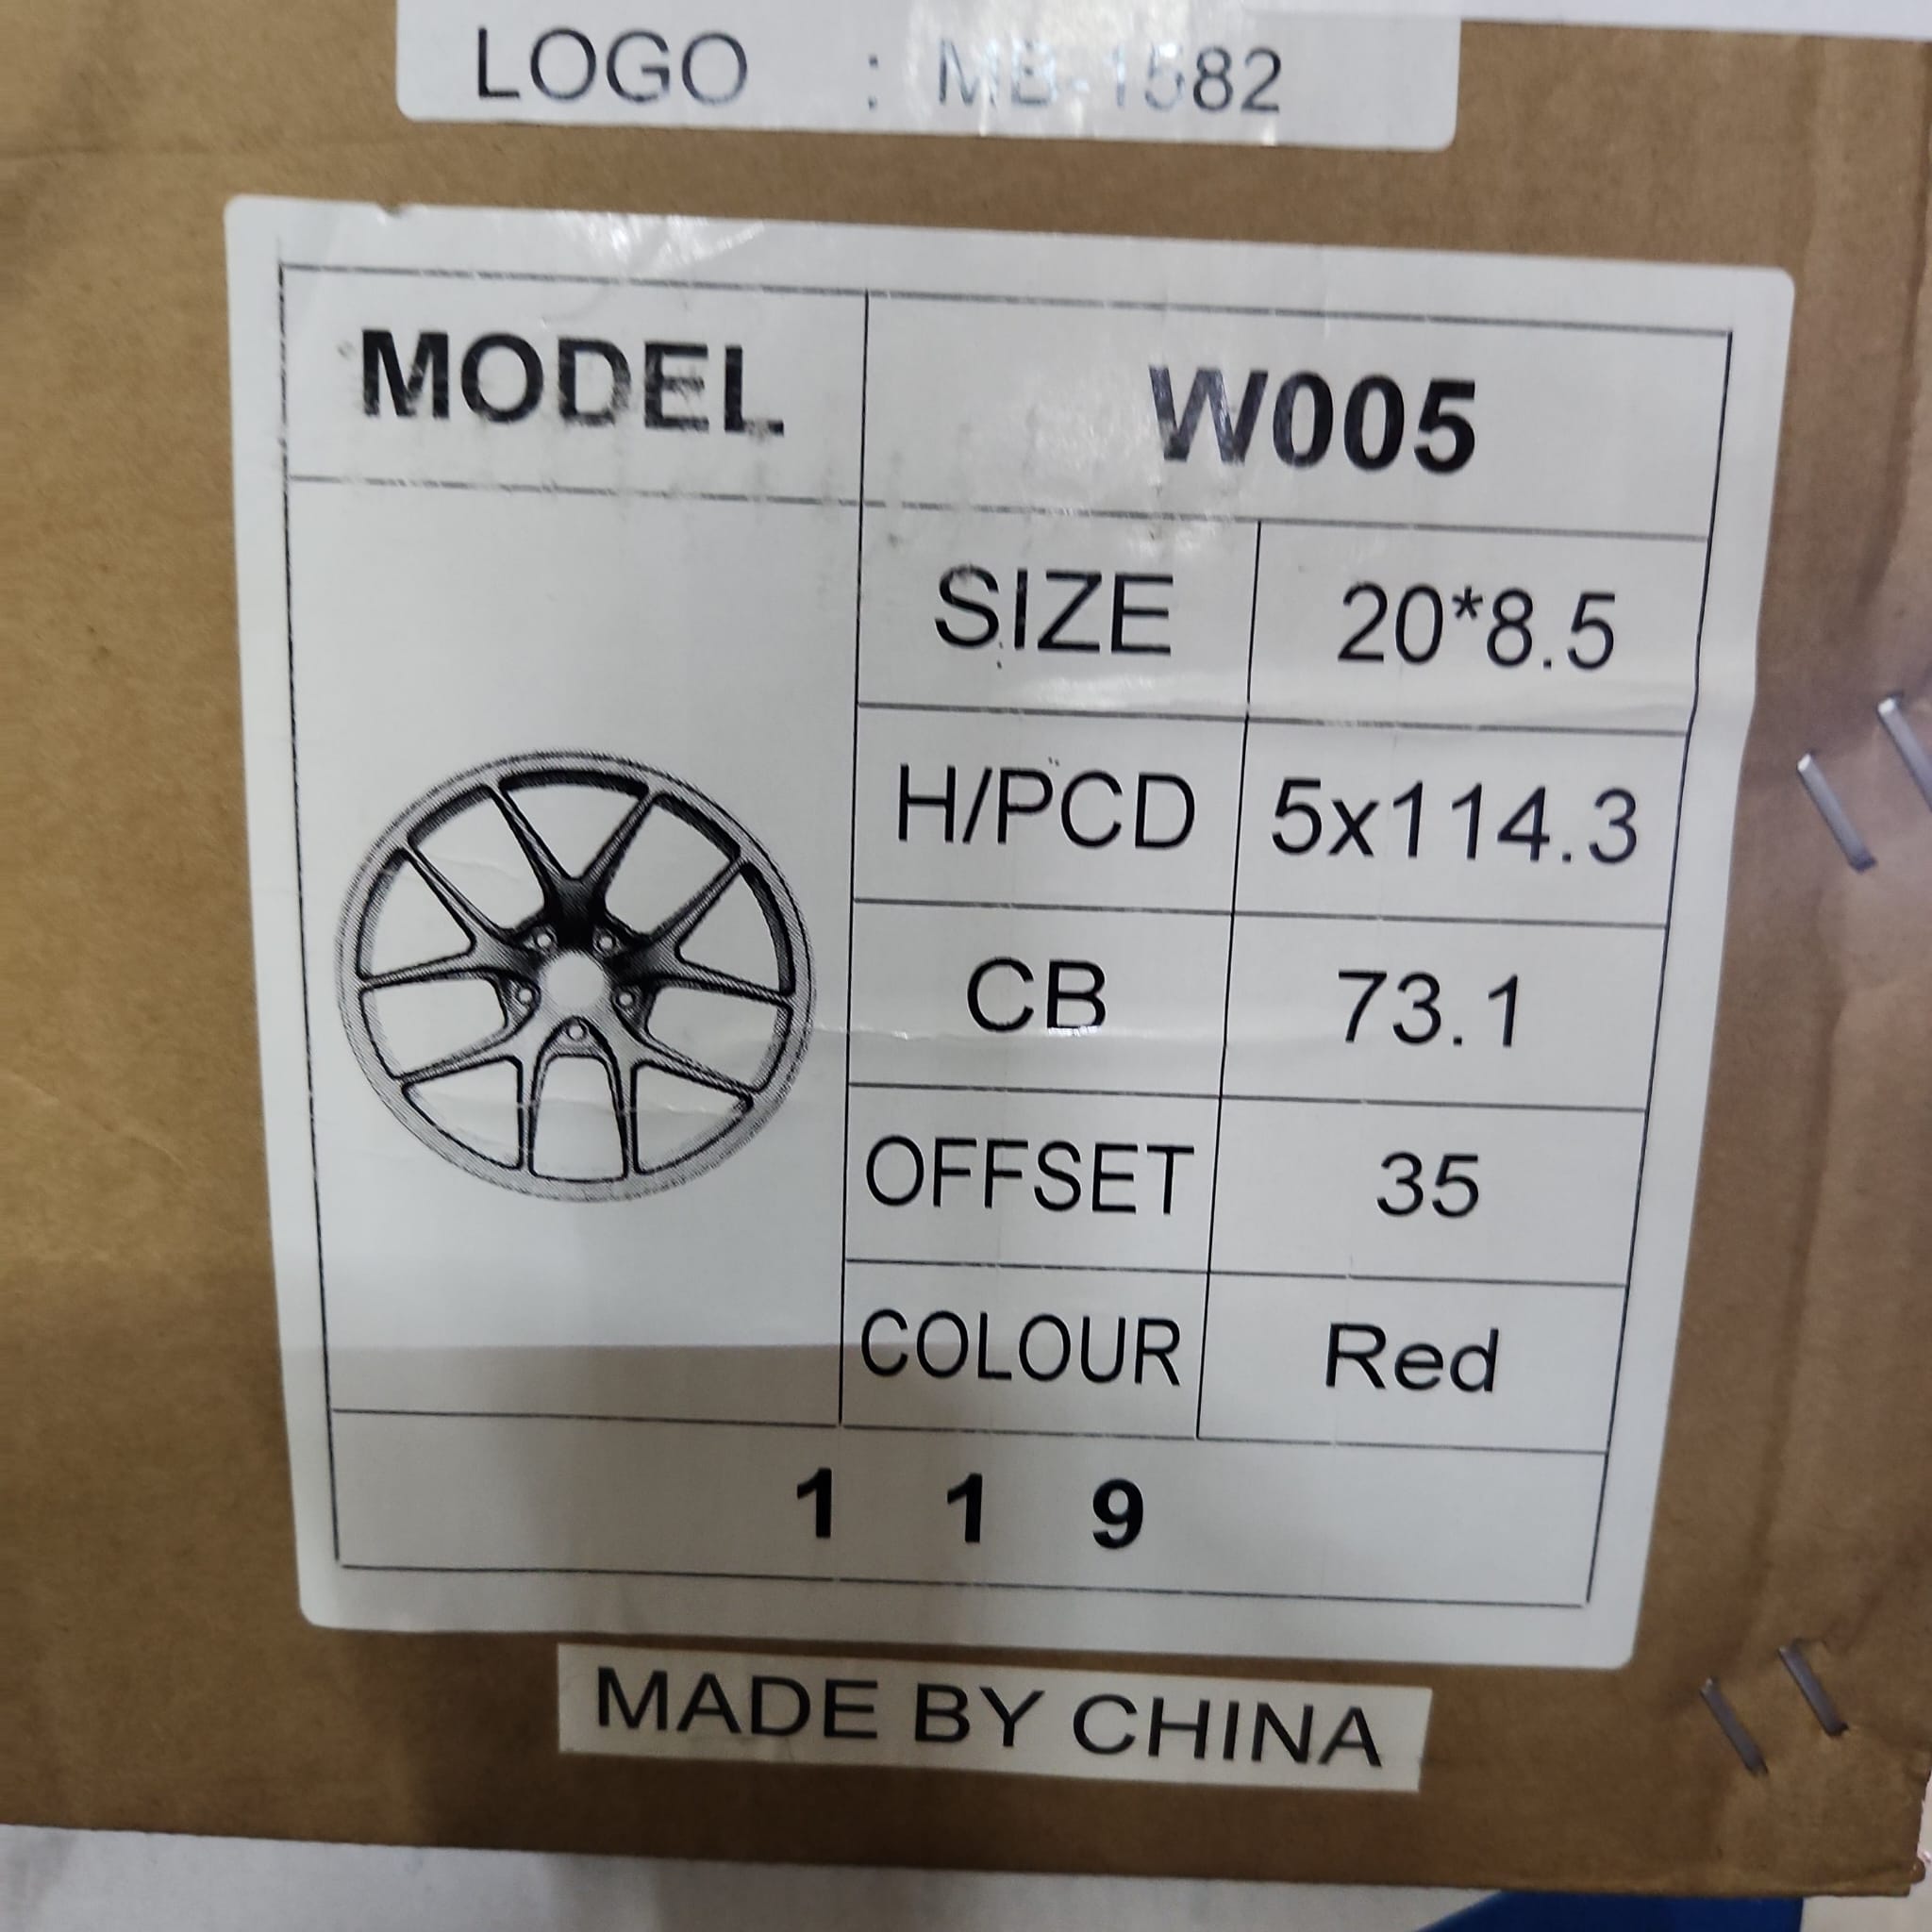 LOGO : MB-1582
MODEL W005
SIZE 20*8.5
H/PCD 5x114.3
CB 73.1
OFFSET 35
COLOUR Red
1 1 9
MADE BY CHINA